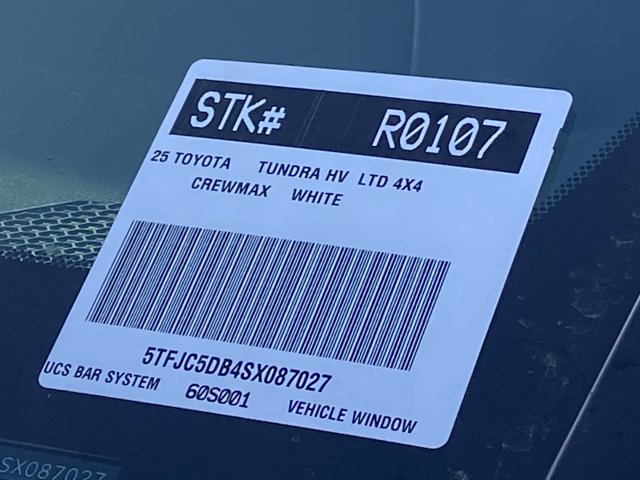 STK# R0107
25 TOYOTA TUNDRA HV LTD 4X4
CREWMAX WHITE
5TFJC5DB4SX087027
UCS BAR SYSTEM 60S001 VEHICLE WINDOW
SX087027